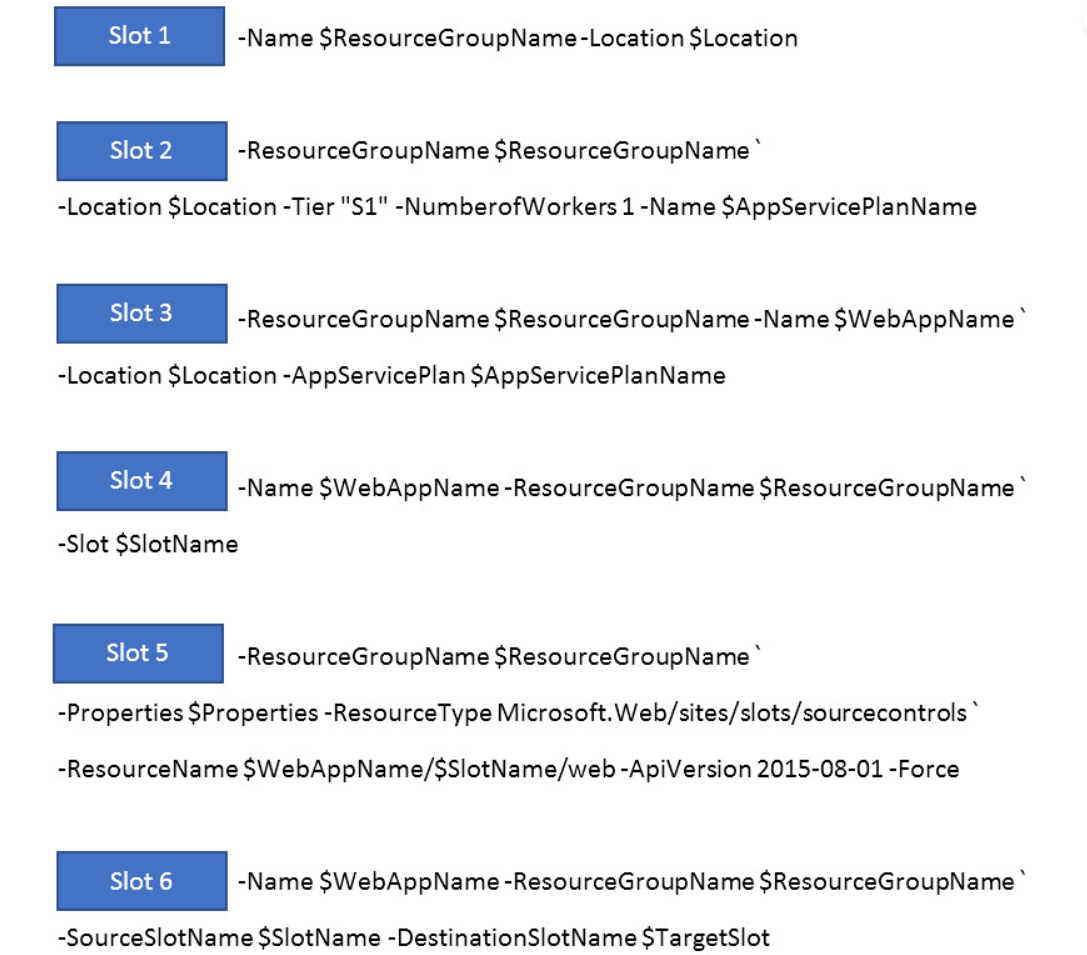 Slot 1 -Name $ResourceGroupName -Location $Location
Slot 2 -ResourceGroupName $ResourceGroupName `
-Location $Location -Tier "S1" -NumberofWorkers 1 -Name $AppServicePlanName
Slot 3 -ResourceGroupName $ResourceGroupName -Name $WebAppName `
-Location $Location -AppServicePlan $AppServicePlanName
Slot 4 -Name $WebAppName -ResourceGroupName $ResourceGroupName `
-Slot $SlotName
Slot 5 -ResourceGroupName $ResourceGroupName `
-Properties $Properties -ResourceType Microsoft.Web/sites/slots/sourcecontrols `
-ResourceName $WebAppName/$SlotName/web -ApiVersion 2015-08-01 -Force
Slot 6 -Name $WebAppName -ResourceGroupName $ResourceGroupName `
-SourceSlotName $SlotName -DestinationSlotName $TargetSlot